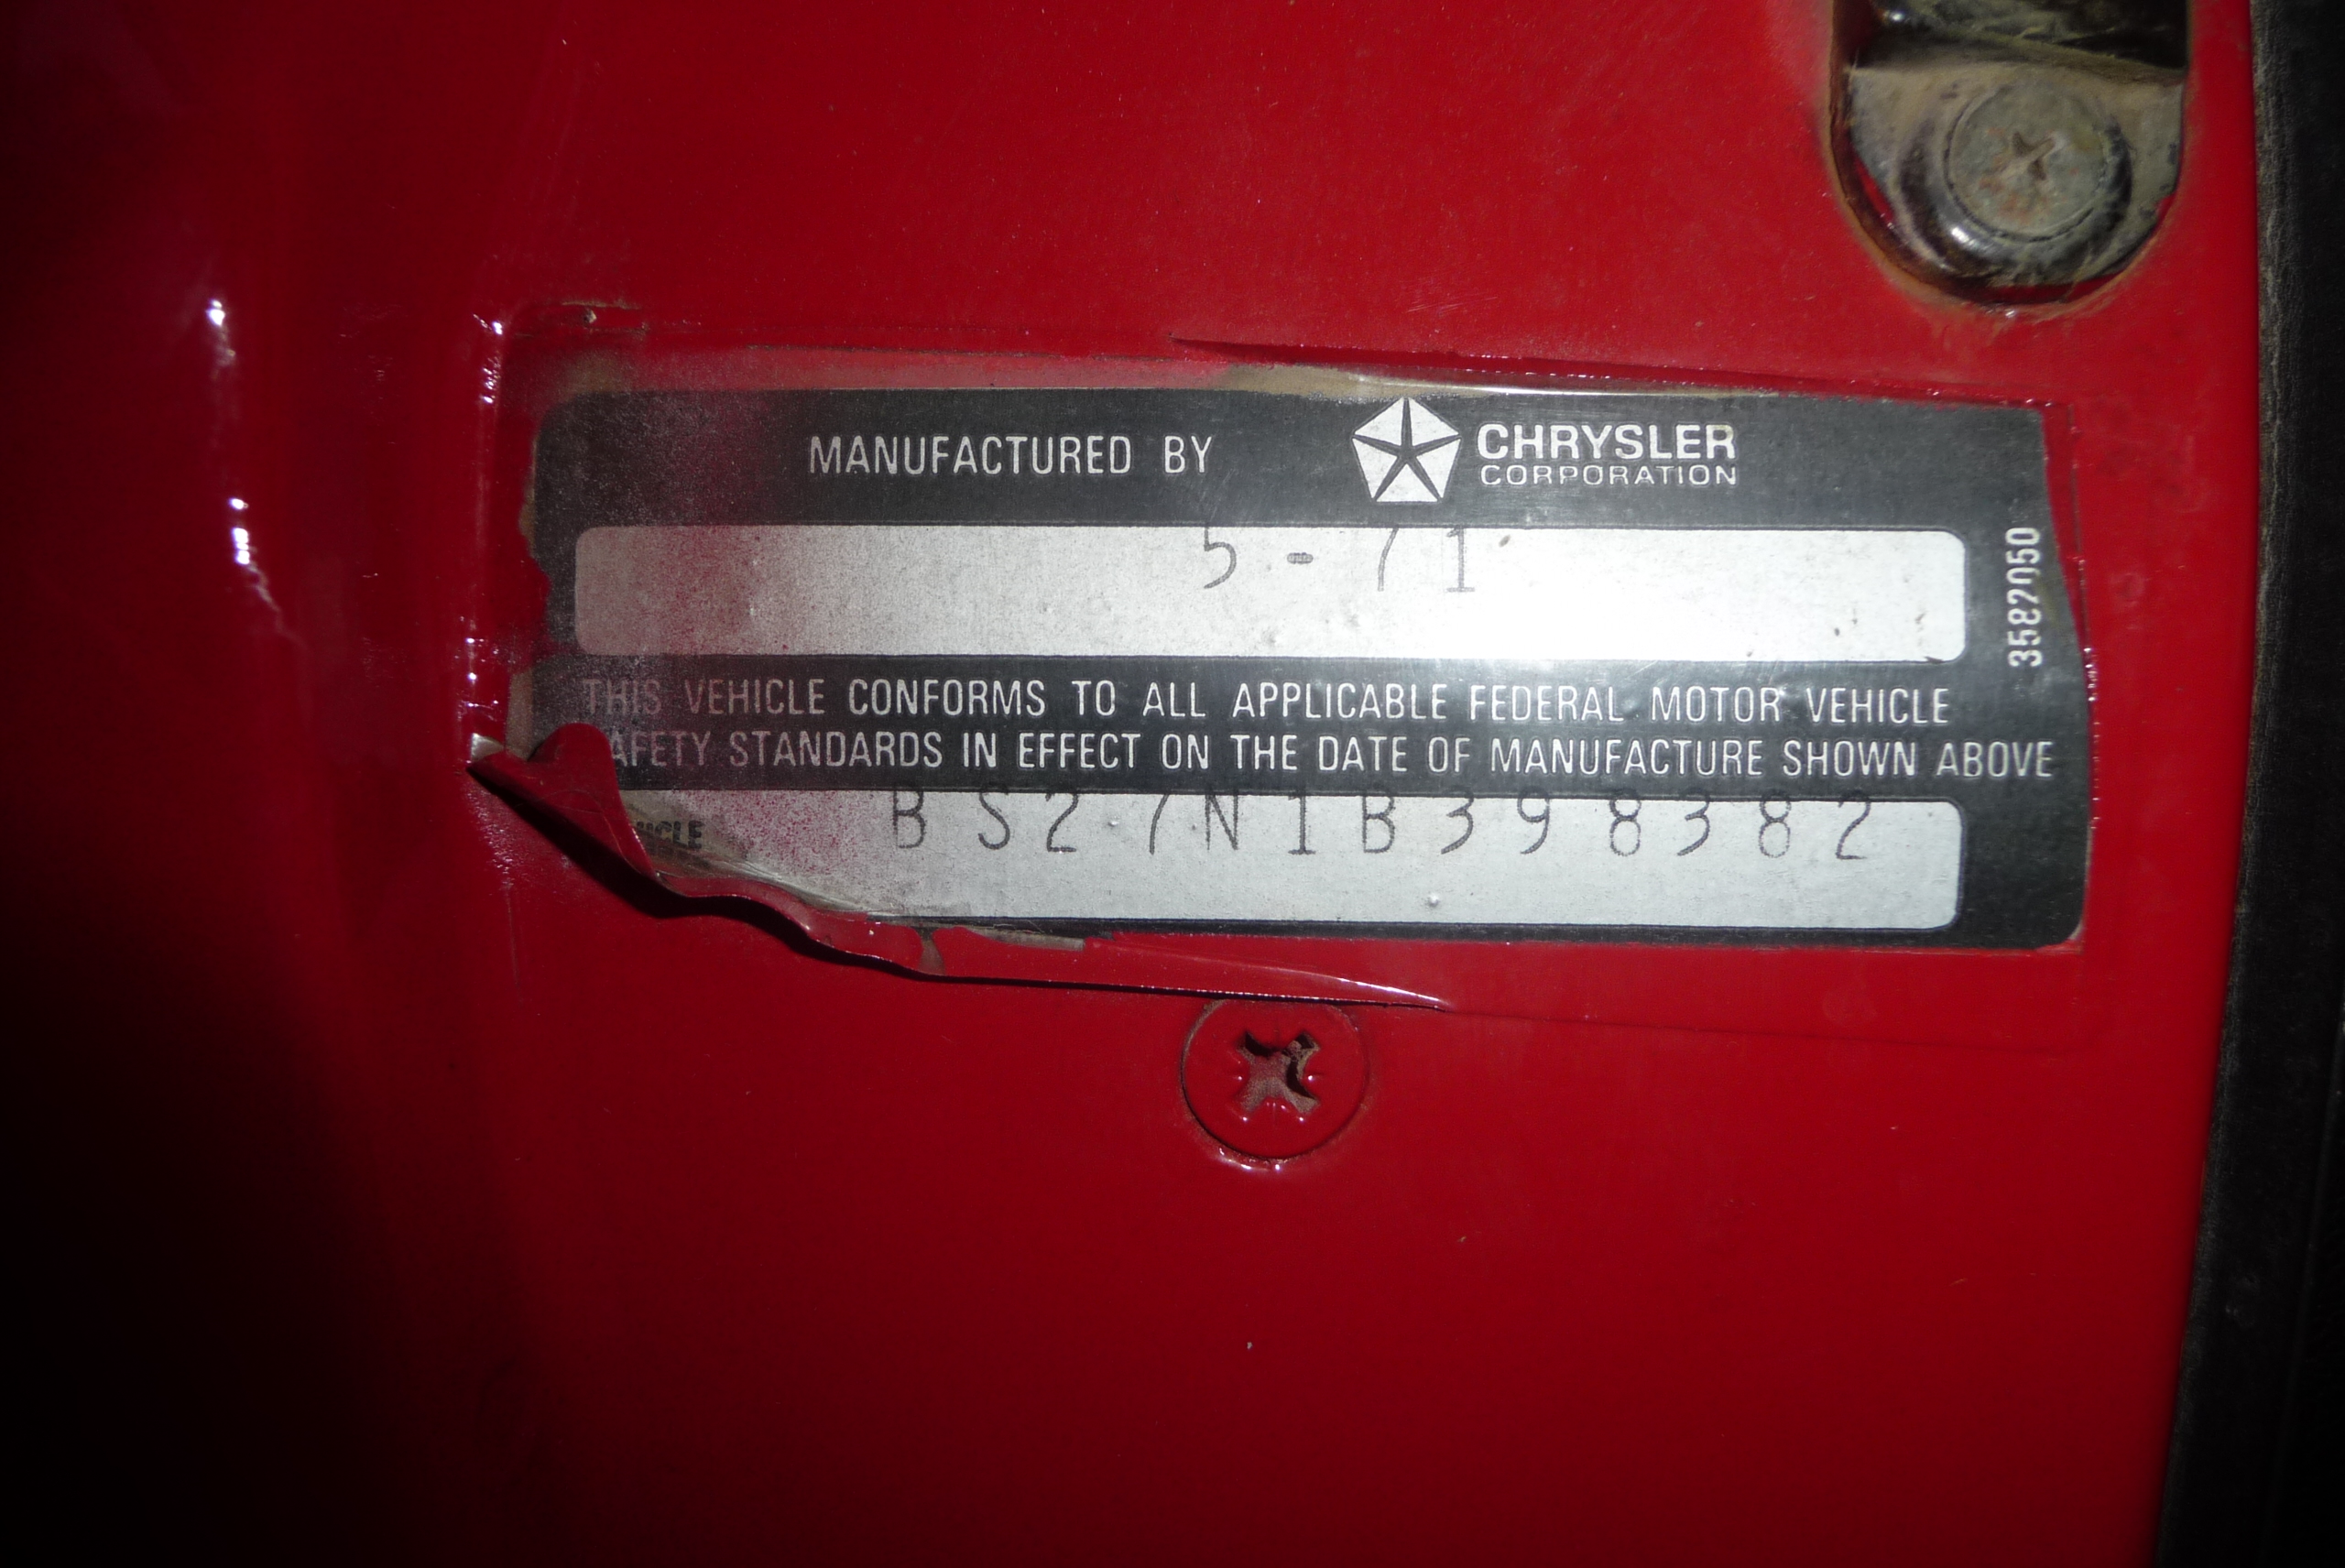 MANUFACTURED BY CHRYSLER
CORPORATION
5-71
THIS VEHICLE CONFORMS TO ALL APPLICABLE FEDERAL MOTOR VEHICLE
AFETY STANDARDS IN EFFECT ON THE DATE OF MANUFACTURE SHOWN ABOVE
BS27N1B398382
3582050